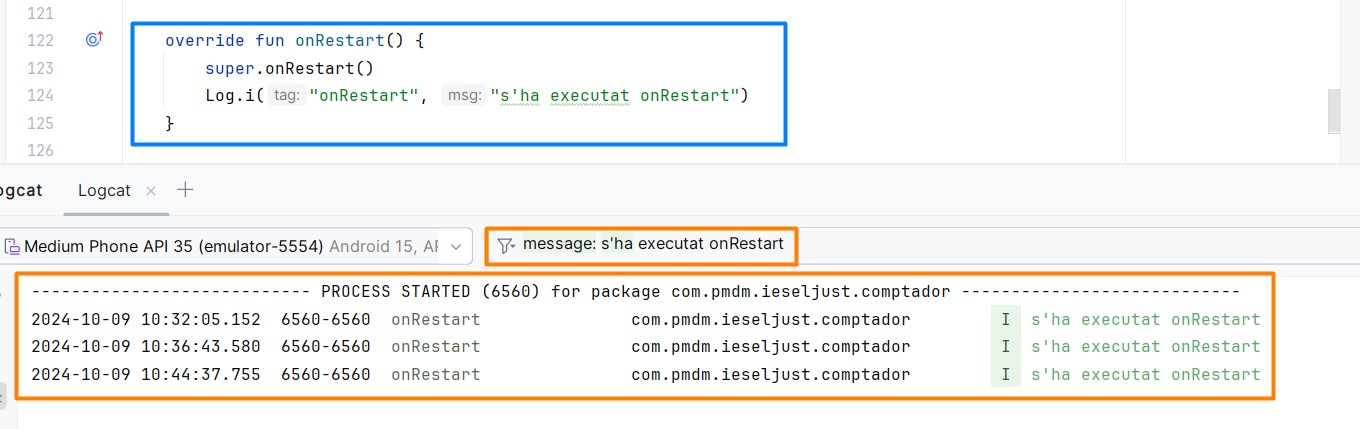 121
122 override fun onRestart() {
123 super.onRestart()
124 Log.i( tag: "onRestart", msg: "s'ha executat onRestart")
125 }
126
ogcat Logcat × +
Medium Phone API 35 (emulator-5554) Android 15, AP message: s'ha executat onRestart
---------------------------- PROCESS STARTED (6560) for package com.pmdm.ieseljust.comptador ----------------------------
2024-10-09 10:32:05.152 6560-6560 onRestart com.pmdm.ieseljust.comptador I s'ha executat onRestart
2024-10-09 10:36:43.580 6560-6560 onRestart com.pmdm.ieseljust.comptador I s'ha executat onRestart
2024-10-09 10:44:37.755 6560-6560 onRestart com.pmdm.ieseljust.comptador I s'ha executat onRestart